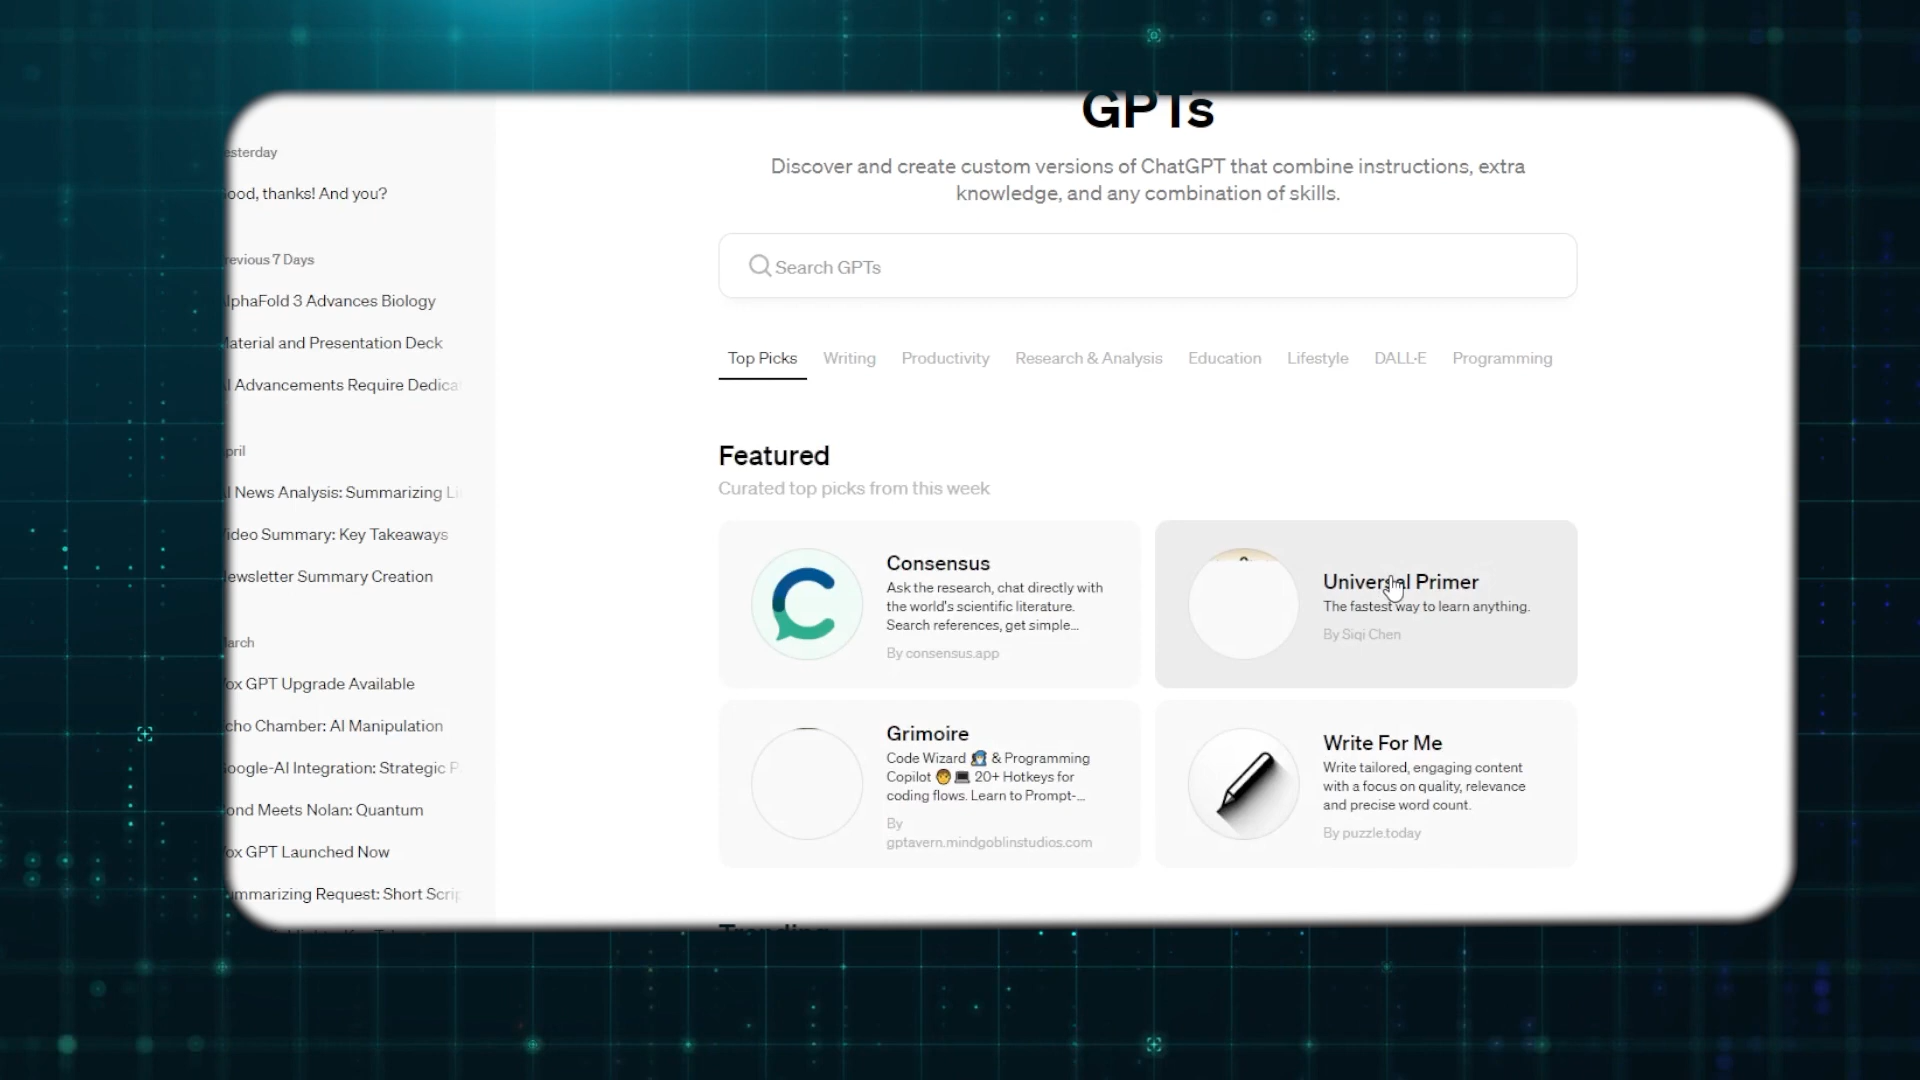 GPTs
Discover and create custom versions of ChatGPT that combine instructions, extra
knowledge, and any combination of skills.
Search GPTs
Top Picks Writing Productivity Research & Analysis Education Lifestyle DALL·E Programming
Featured
Curated top picks from this week
Consensus
Ask the research, chat directly with
the world's scientific literature.
Search references, get simple...
By consensus.app
Universal Primer
The fastest way to learn anything.
By Siqi Chen
Grimoire
Code Wizard 🧙‍♂️ & Programming
Copilot 🧑‍💻 20+ Hotkeys for
coding flows. Learn to Prompt-...
By
gptavern.mindgoblinstudios.com
Write For Me
Write tailored, engaging content
with a focus on quality, relevance
and precise word count.
By puzzle.today
Trending
esterday
ood, thanks! And you?
revious 7 Days
lphaFold 3 Advances Biology
aterial and Presentation Deck
I Advancements Require Dedica
pril
I News Analysis: Summarizing Li
ideo Summary: Key Takeaways
ewsletter Summary Creation
arch
ox GPT Upgrade Available
cho Chamber: AI Manipulation
oogle-AI Integration: Strategic P
ond Meets Nolan: Quantum
ox GPT Launched Now
ummarizing Request: Short Scrip